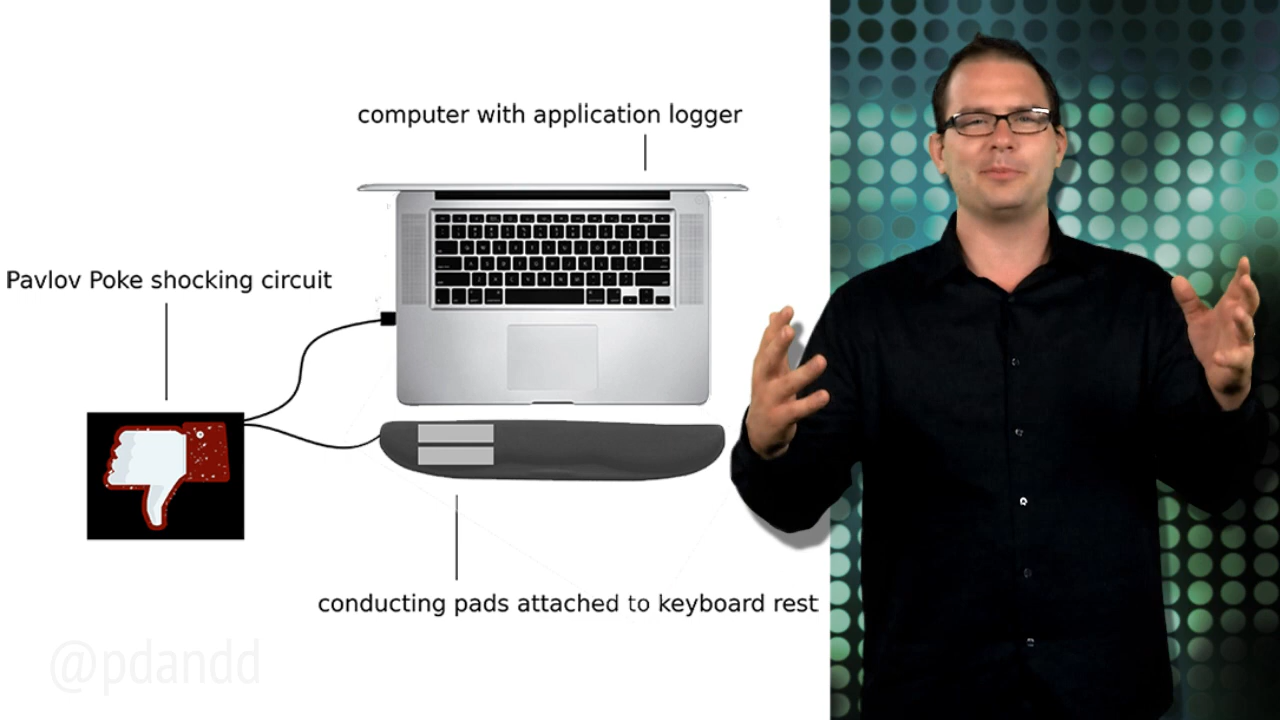 computer with application logger
Pavlov Poke shocking circuit
conducting pads attached to keyboard rest
@pdandd